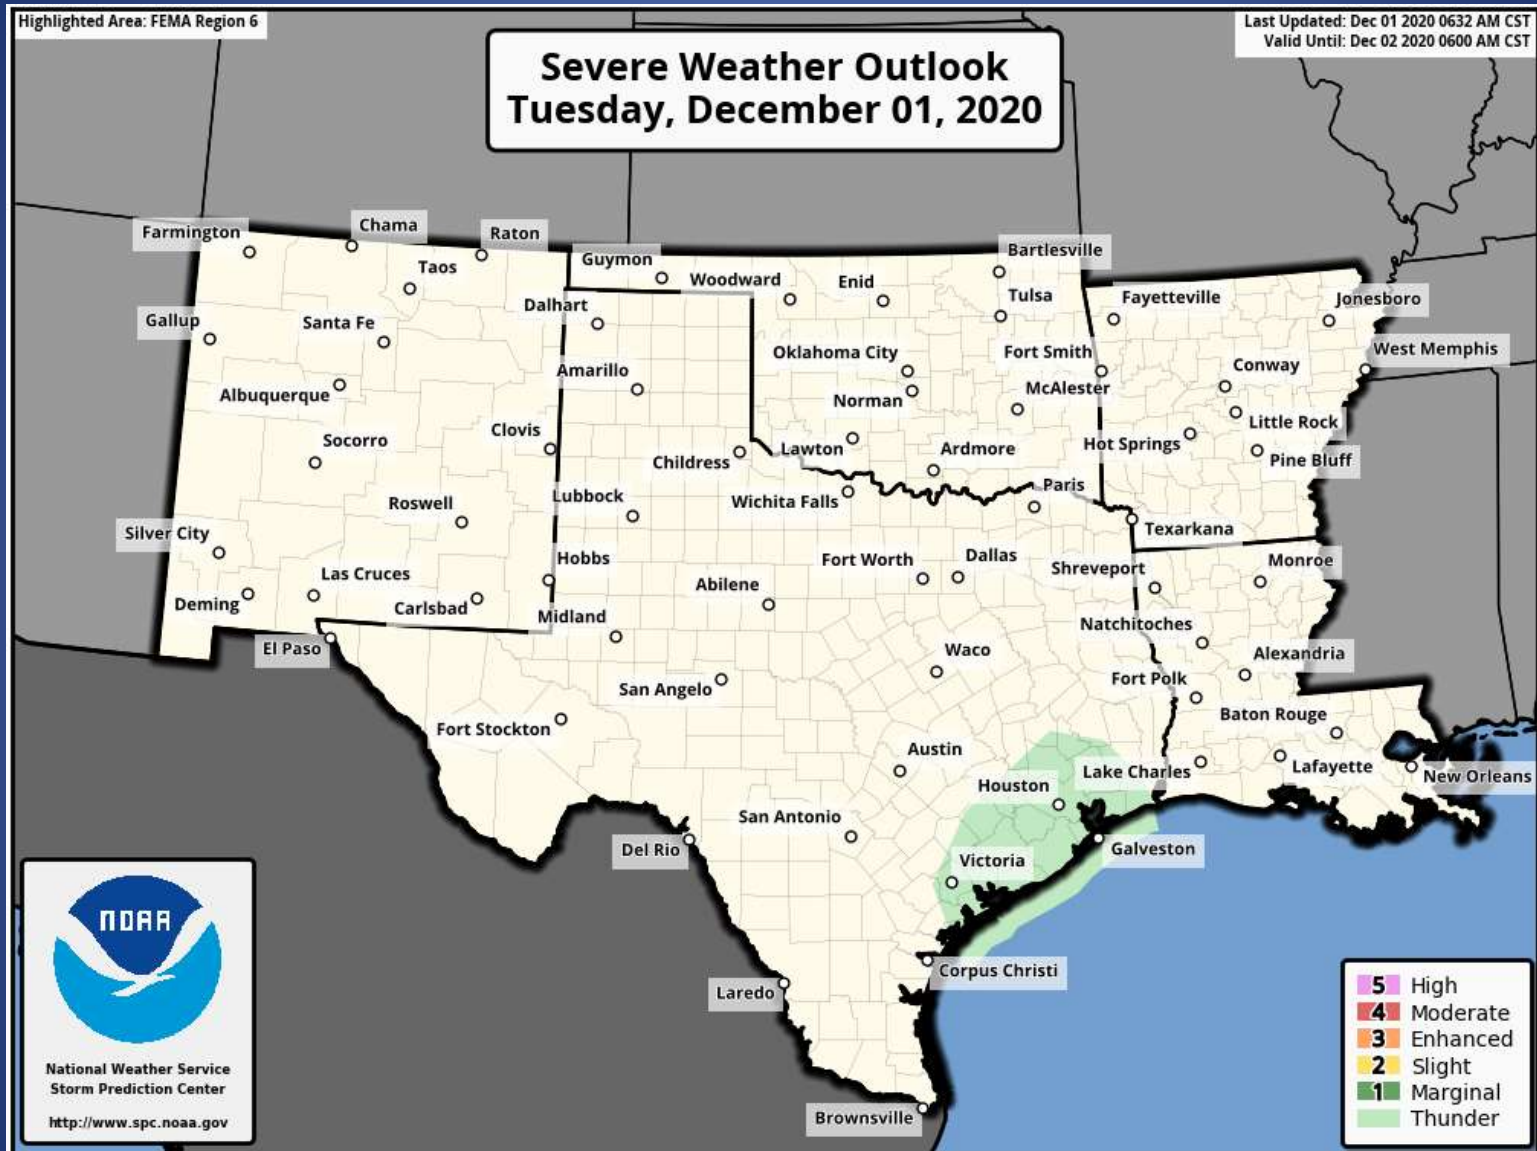 Highlighted Area: FEMA Region 6
Last Updated: Dec 01 2020 0632 AM CST
Valid Until: Dec 02 2020 0600 AM CST
Severe Weather Outlook
Tuesday, December 01, 2020
Farmington
Chama
Raton
Taos
Guymon
Woodward
Enid
Bartlesville
Tulsa
Fayetteville
Jonesboro
Gallup
Santa Fe
Dalhart
Oklahoma City
Fort Smith
West Memphis
Albuquerque
Amarillo
Norman
McAlester
Conway
Little Rock
Socorro
Clovis
Childress
Lawton
Ardmore
Hot Springs
Pine Bluff
Roswell
Lubbock
Wichita Falls
Paris
Texarkana
Silver City
Las Cruces
Hobbs
Fort Worth
Dallas
Shreveport
Monroe
Deming
Carlsbad
Midland
Abilene
Natchitoches
El Paso
San Angelo
Waco
Fort Polk
Alexandria
Fort Stockton
Austin
Baton Rouge
Houston
Lake Charles
Lafayette
New Orleans
San Antonio
Del Rio
Victoria
Galveston
Laredo
Corpus Christi
Brownsville
NOAA
National Weather Service
Storm Prediction Center
http://www.spc.noaa.gov
5 High
4 Moderate
3 Enhanced
2 Slight
1 Marginal
Thunder